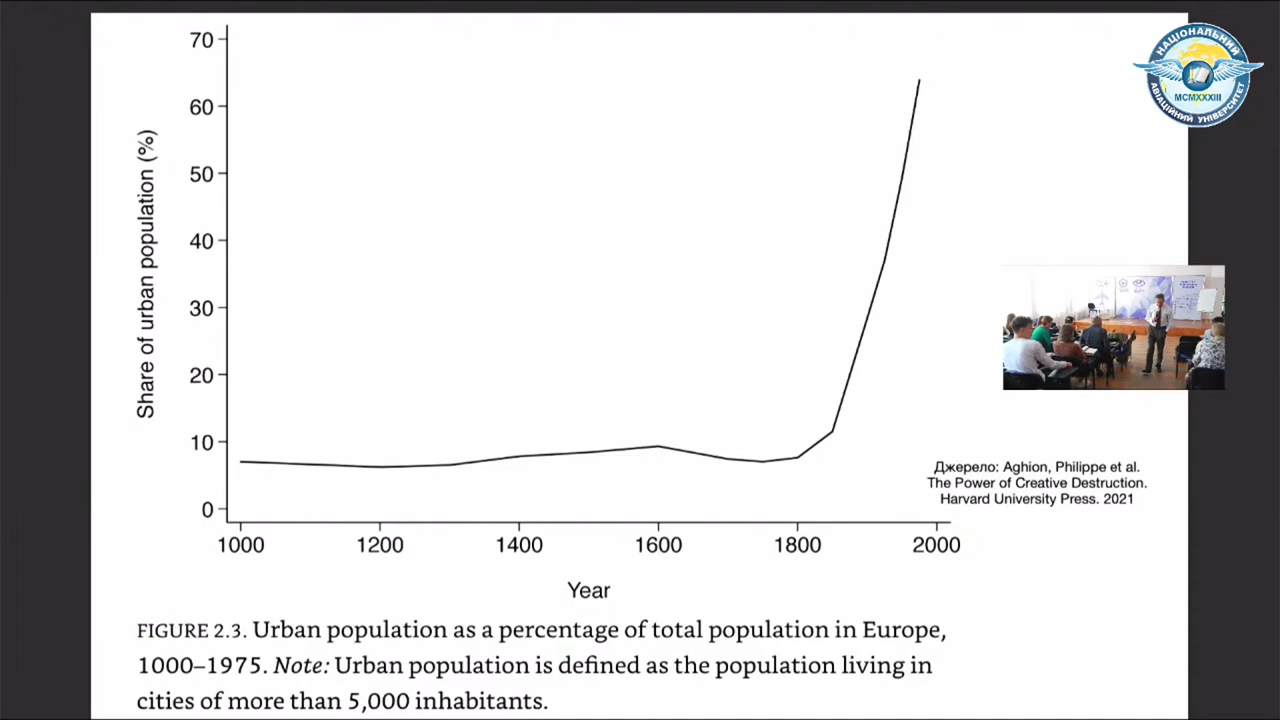 70
60
50
40
30
20
10
0
Share of urban population (%)
1000 1200 1400 1600 1800 2000
Year
FIGURE 2.3. Urban population as a percentage of total population in Europe,
1000–1975. Note: Urban population is defined as the population living in
cities of more than 5,000 inhabitants.
Джерело: Aghion, Philippe et al.
The Power of Creative Destruction.
Harvard University Press. 2021
НАЦІОНАЛЬНИЙ
MCMXXXIII
АВІАЦІЙНИЙ УНІВЕРСИТЕТ